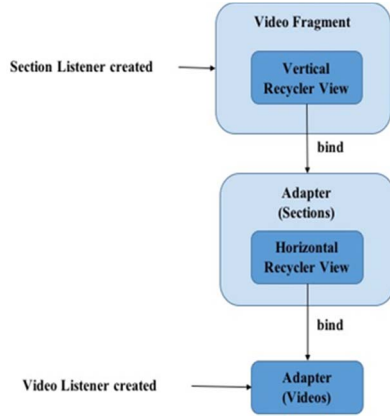 Video Fragment
Section Listener created
Vertical
Recycler View
bind
Adapter
(Sections)
Horizontal
Recycler View
bind
Video Listener created
Adapter
(Videos)